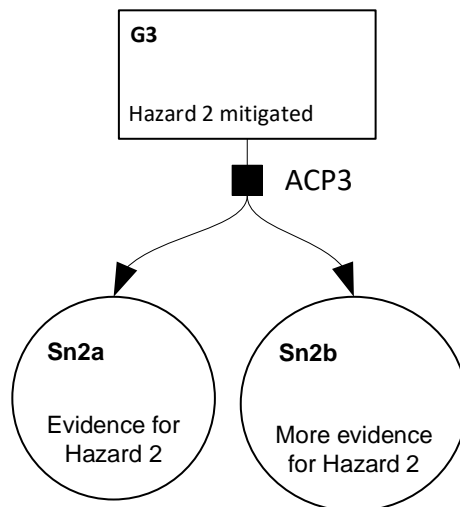 G3
Hazard 2 mitigated
ACP3
Sn2a
Evidence for
Hazard 2
Sn2b
More evidence
for Hazard 2